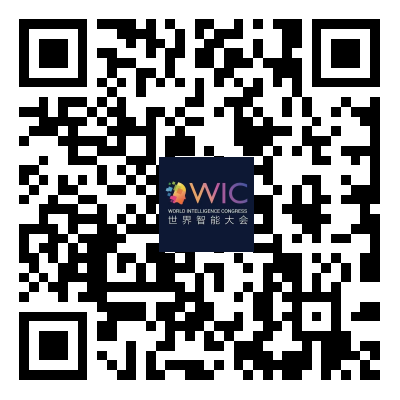 WIC
WORLD INTELLIGENCE CONGRESS
世界智能大会